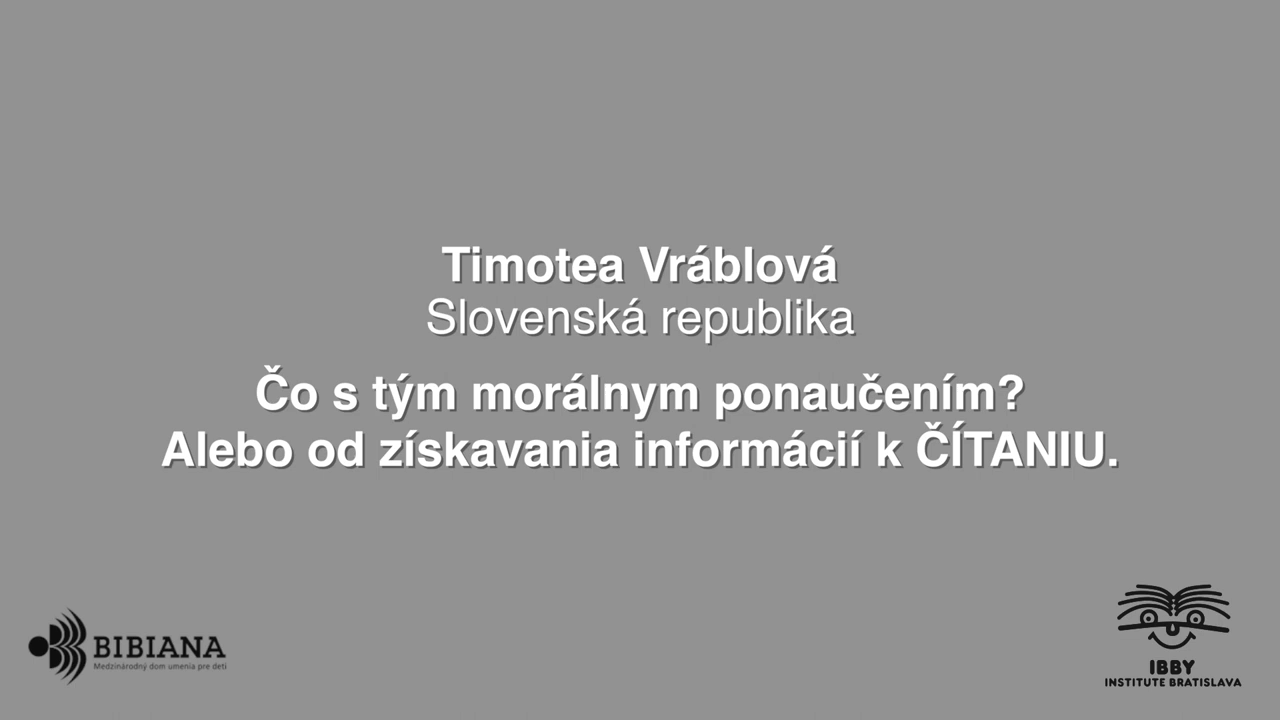 Timotea Vráblová
Slovenská republika
Čo s tým morálnym ponaučením?
Alebo od získavania informácií k ČÍTANIU.
BIBIANA
Medzinárodný dom umenia pre deti
IBBY
INSTITUTE BRATISLAVA